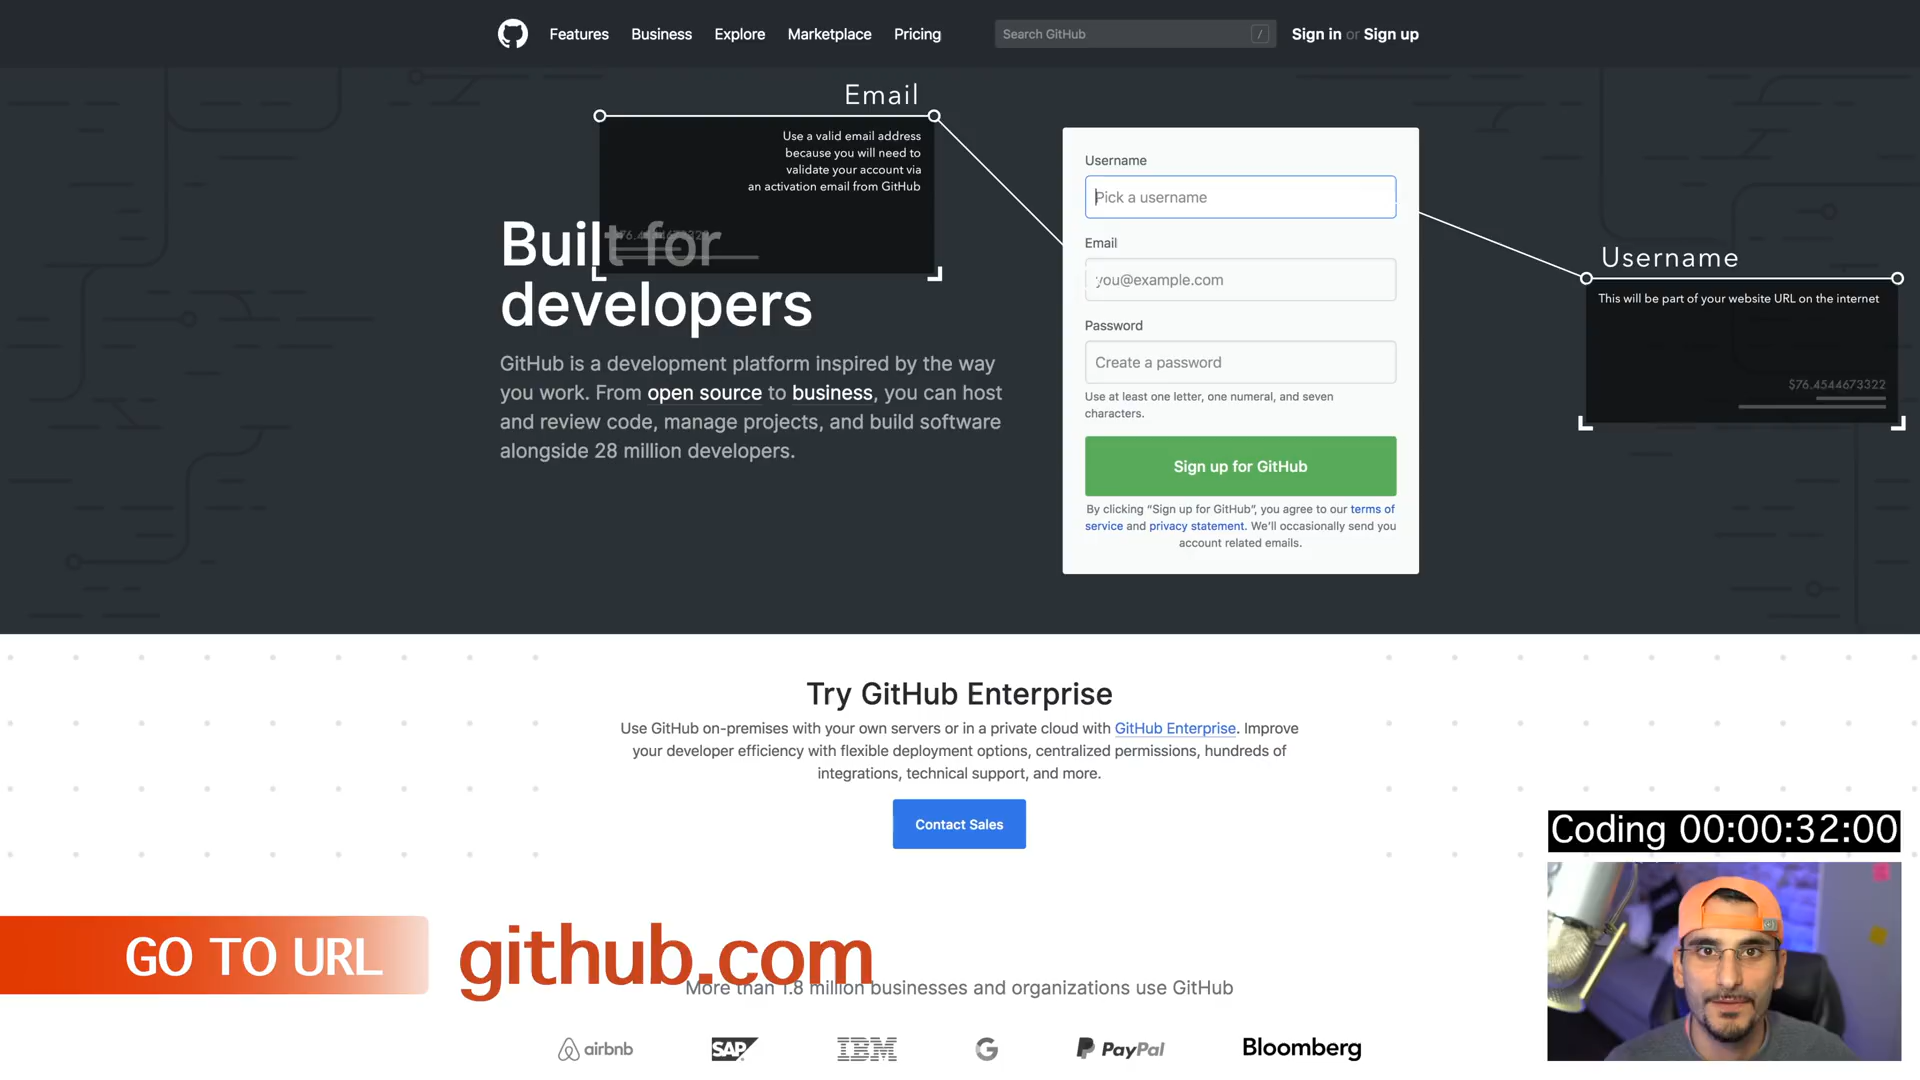 Features Business Explore Marketplace Pricing Search GitHub / Sign in or Sign up
Email
Use a valid email address
because you will need to
validate your account via
an activation email from GitHub
Built for
developers
GitHub is a development platform inspired by the way
you work. From open source to business, you can host
and review code, manage projects, and build software
alongside 28 million developers.
Username
Pick a username
Email
you@example.com
Password
Create a password
Use at least one letter, one numeral, and seven
characters.
Sign up for GitHub
By clicking “Sign up for GitHub”, you agree to our terms of
service and privacy statement. We’ll occasionally send you
account related emails.
Username
This will be part of your website URL on the internet
$76.4544673322
Try GitHub Enterprise
Use GitHub on-premises with your own servers or in a private cloud with GitHub Enterprise. Improve
your developer efficiency with flexible deployment options, centralized permissions, hundreds of
integrations, technical support, and more.
Contact Sales
Coding 00:00:32:00
GO TO URL github.com
More than 1.8 million businesses and organizations use GitHub
airbnb SAP IBM G PayPal Bloomberg